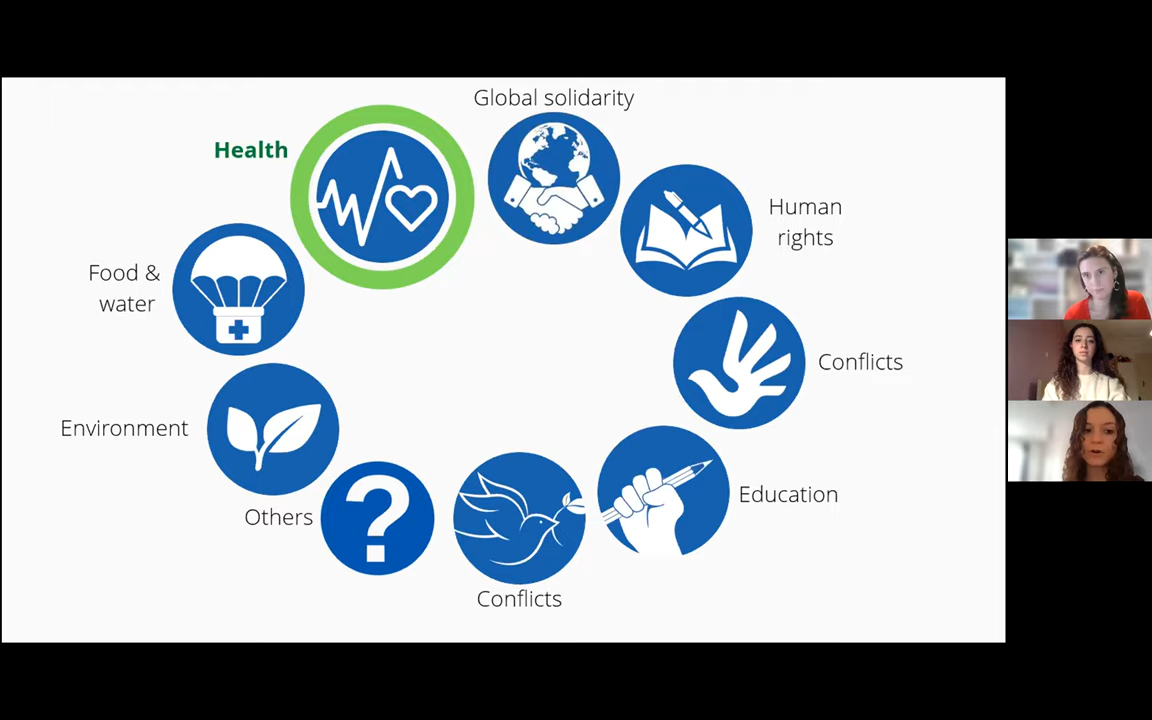 Global solidarity
Health
Human
rights
Food &
water
Conflicts
Environment
Education
Others
Conflicts